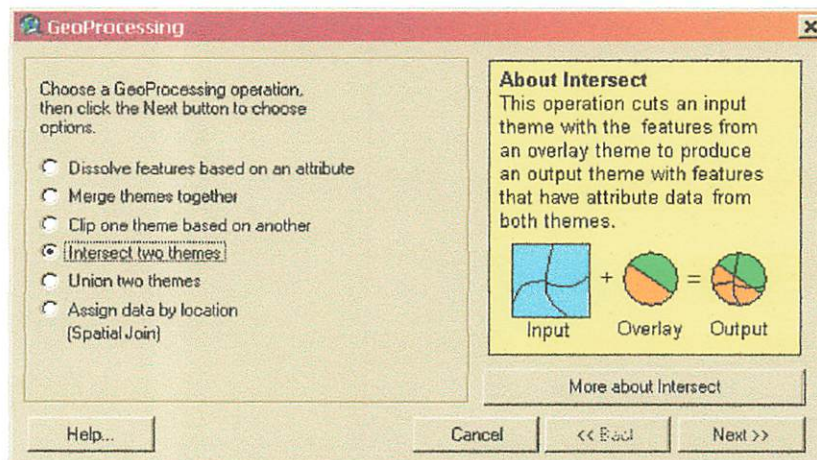 GeoProcessing
Choose a GeoProcessing operation,
then click the Next button to choose
options.
Dissolve features based on an attribute
Merge themes together
Clip one theme based on another
Intersect two themes
Union two themes
Assign data by location
(Spatial Join)
About Intersect
This operation cuts an input
theme with the features from
an overlay theme to produce
an output theme with features
that have attribute data from
both themes.
+ =
Input Overlay Output
More about Intersect
Help... Cancel << Back Next >>